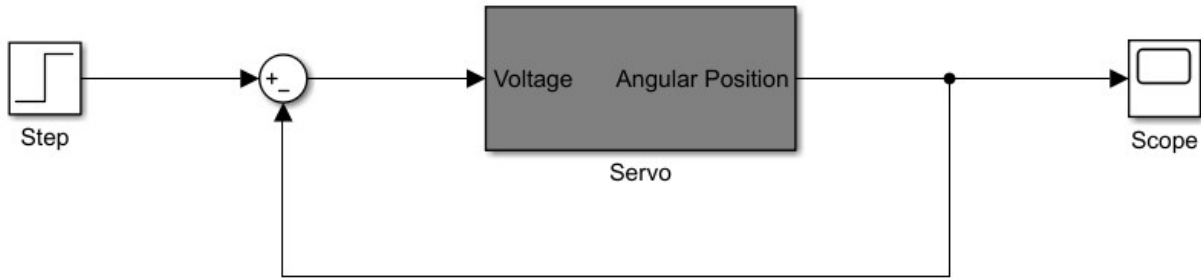 Step
+
−
Voltage
Angular Position
Servo
Scope